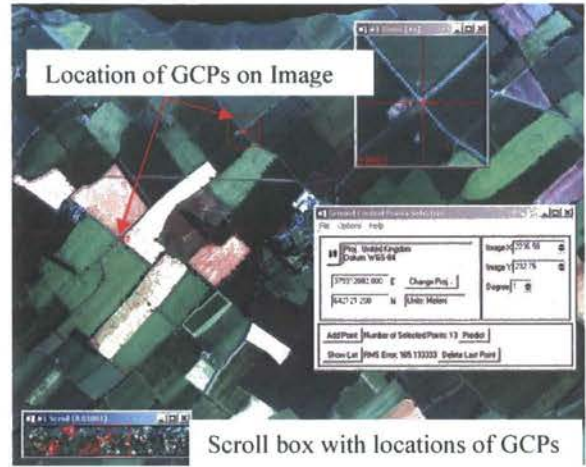 Location of GCPs on Image
Ground Control Points Selection
File Options Help
Proj: United Kingdom
Datum: WGS-84
E Change Proj...
N Units: Meters
Image X
Image Y
Degree 1
Add Point Number of Selected Points: 13 Predict
Show List RMS Error: 165.133333 Delete Last Point
Scroll box with locations of GCPs